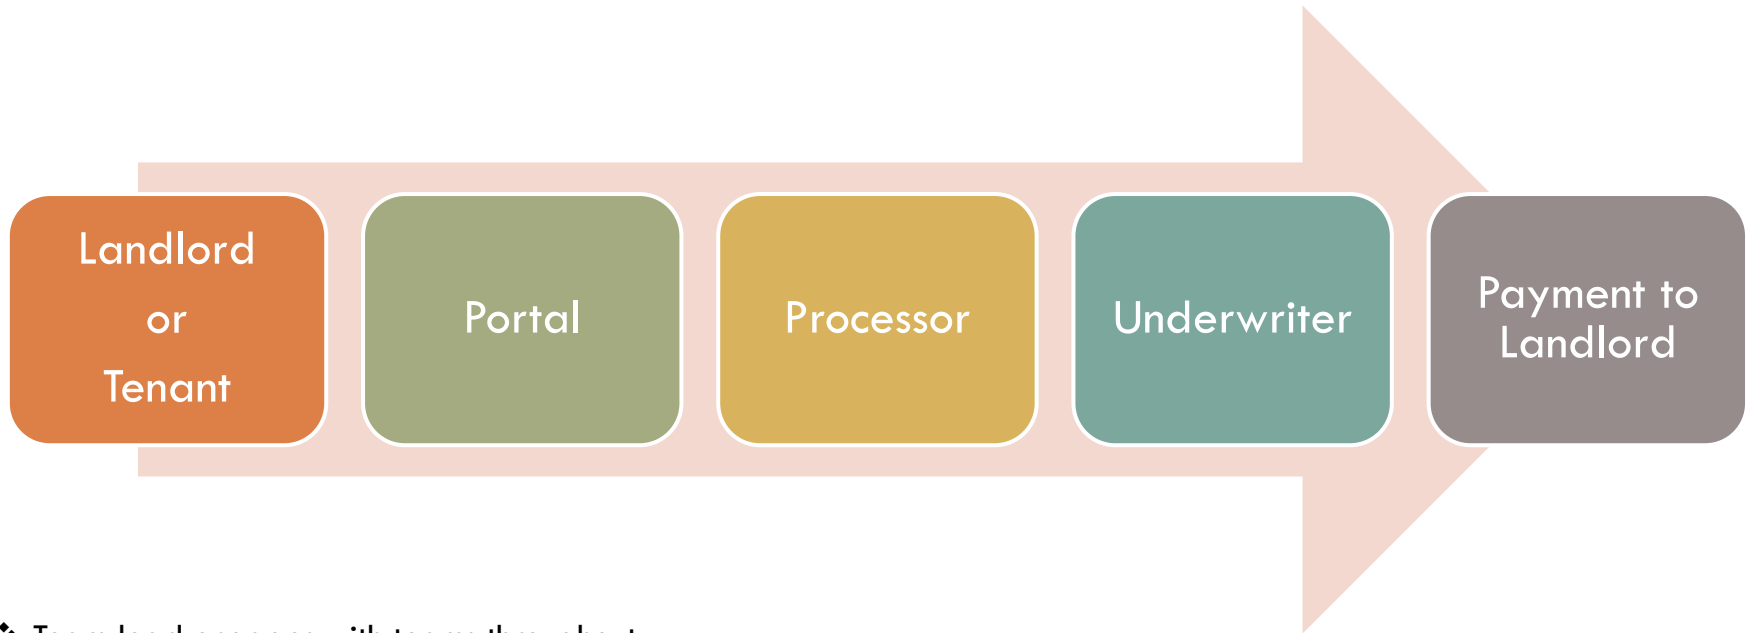 Landlord
or
Tenant
Portal
Processor
Underwriter
Payment to
Landlord